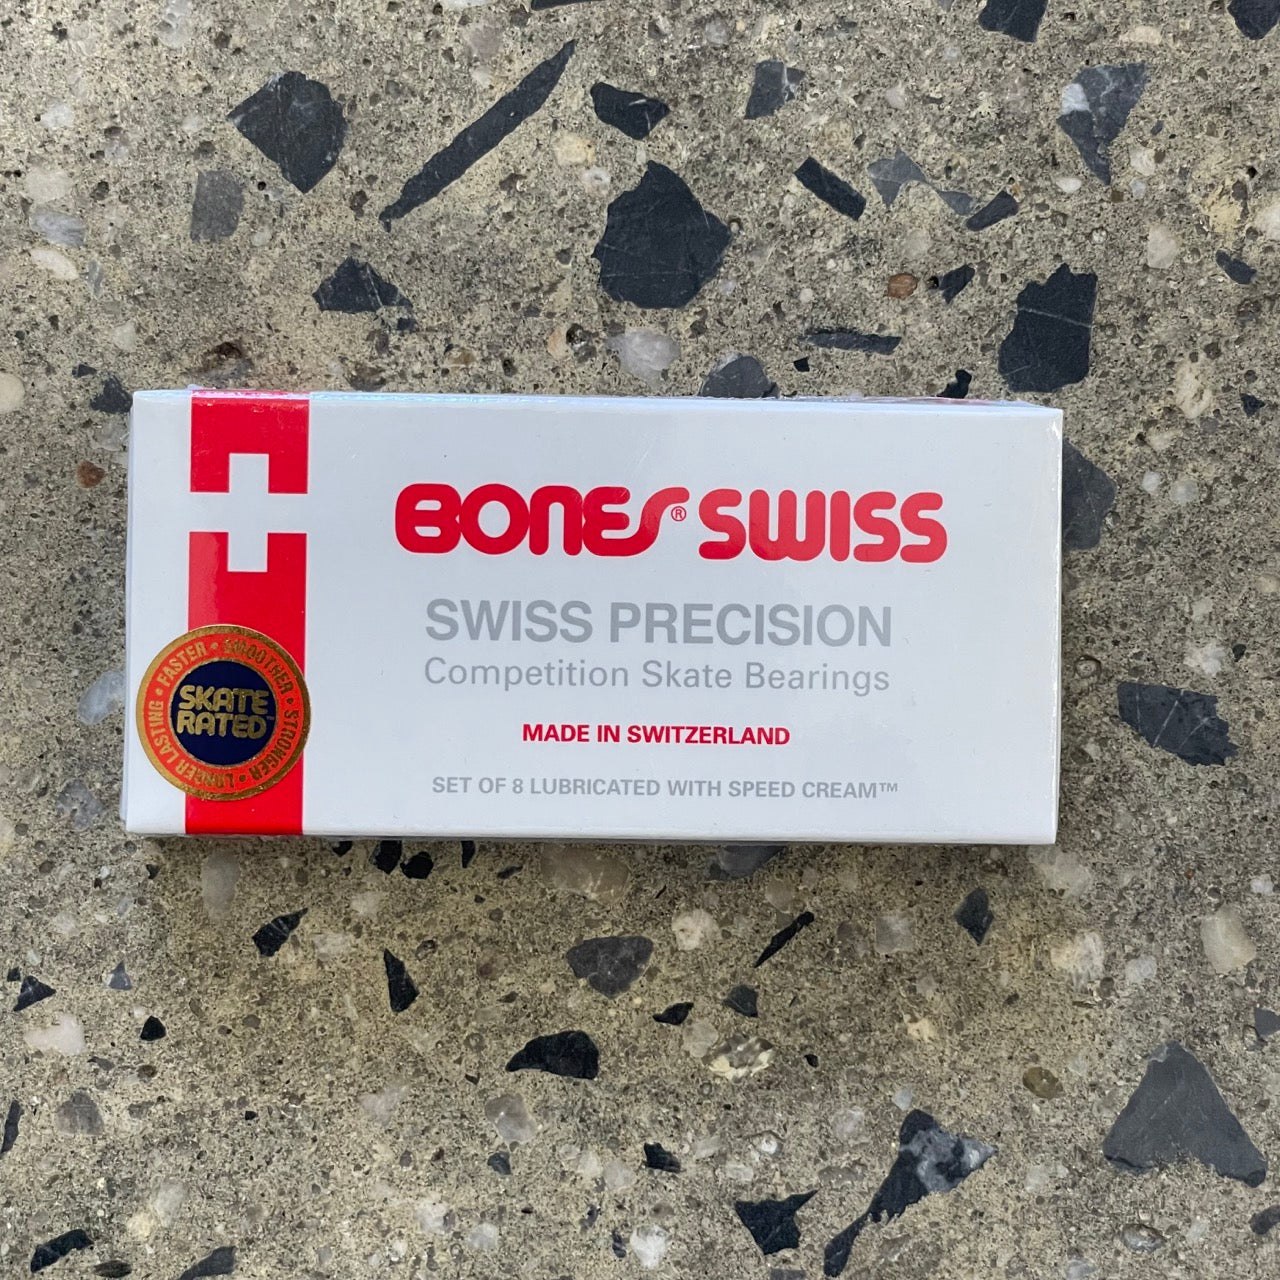 BONES® SWISS
SWISS PRECISION
Competition Skate Bearings
MADE IN SWITZERLAND
SET OF 8 LUBRICATED WITH SPEED CREAM™
FASTER • SMOOTHER • STRONGER • LONGER LASTING •
SKATE
RATED™